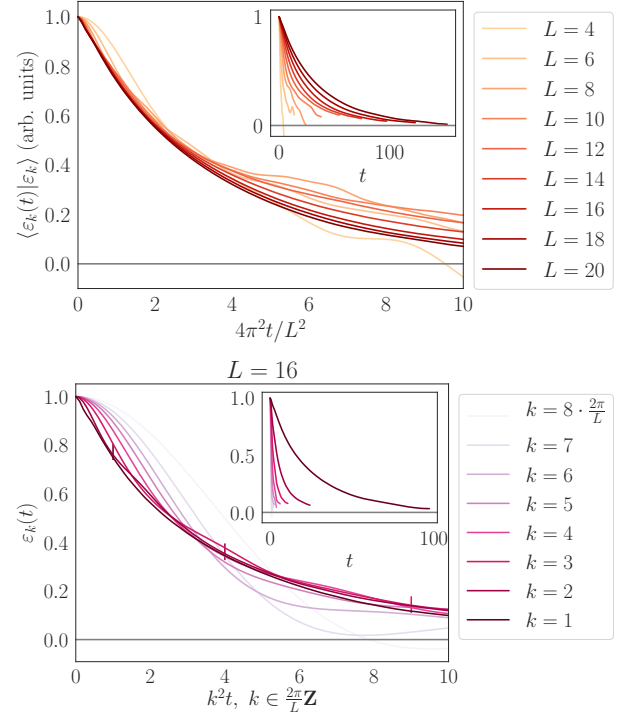 ⟨ε_k(t)|ε_k⟩ (arb. units)
1.0
0.8
0.6
0.4
0.2
0.0
0 2 4 6 8 10
4π²t/L²
1
0
0 100
t
L = 4
L = 6
L = 8
L = 10
L = 12
L = 14
L = 16
L = 18
L = 20
L = 16
ε_k(t)
1.0
0.8
0.6
0.4
0.2
0.0
0 2 4 6 8 10
k²t, k ∈ 2π/L Z
1.0
0.5
0.0
0 100
t
k = 8 · 2π/L
k = 7
k = 6
k = 5
k = 4
k = 3
k = 2
k = 1